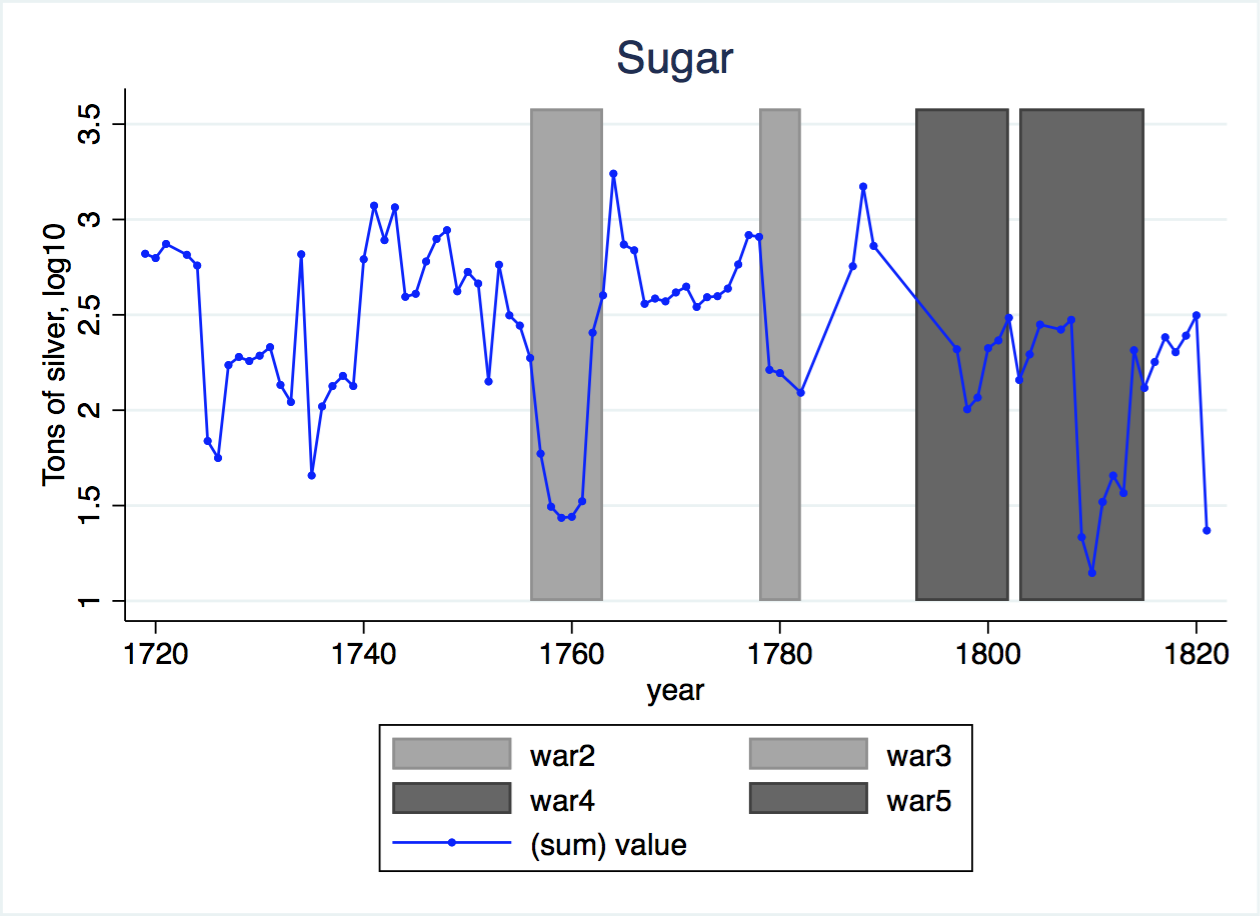 Sugar
Tons of silver, log10
3.5
3
2.5
2
1.5
1
1720 1740 1760 1780 1800 1820
year
war2 war3
war4 war5
(sum) value